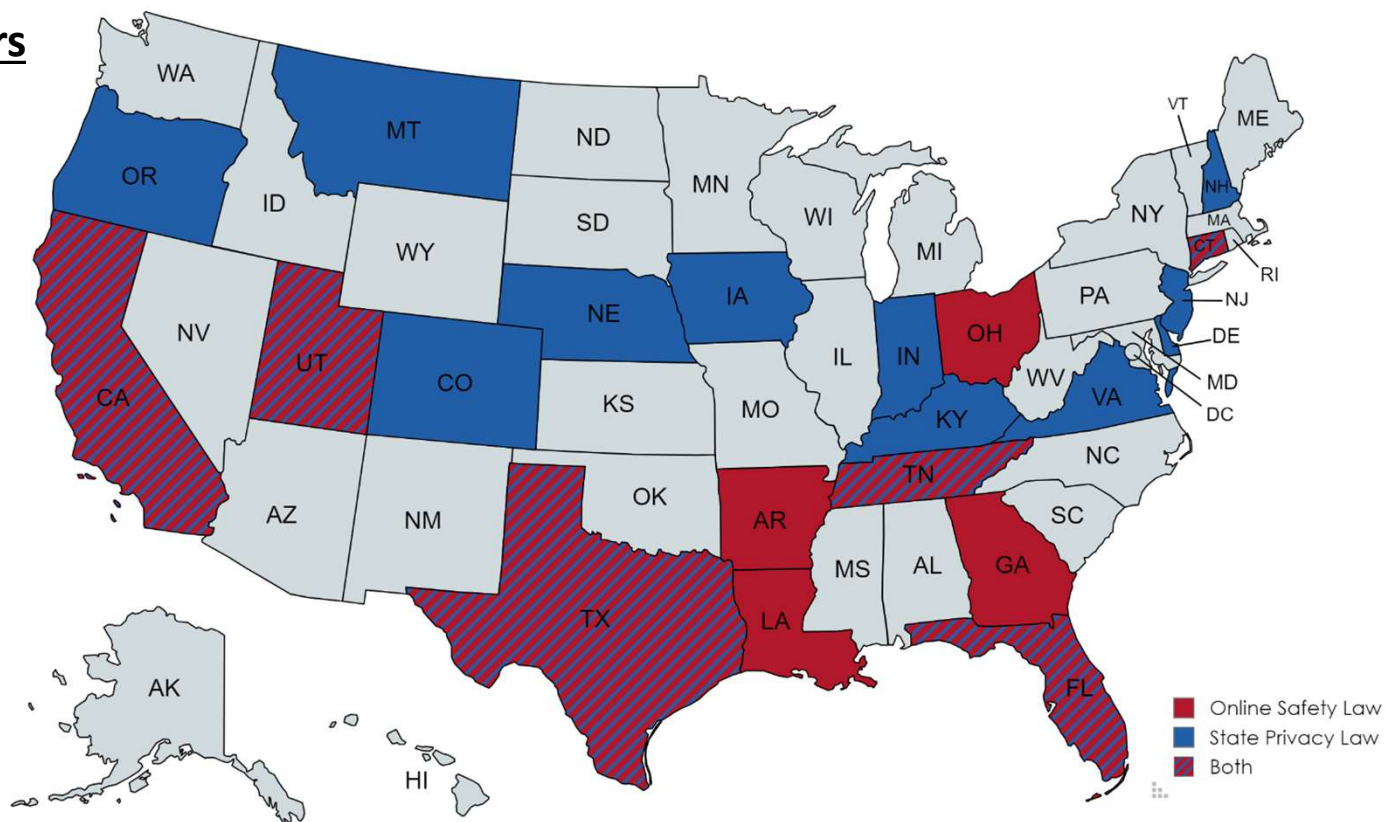 rs
WA
MT
ND
MN
VT
ME
OR
ID
SD
WI
MI
NY
NH
MA
CT
RI
WY
NE
IA
PA
NJ
NV
UT
CO
IL
IN
OH
DE
WV
MD
DC
CA
KS
MO
KY
VA
TN
NC
AZ
NM
OK
AR
SC
MS
AL
GA
TX
LA
FL
AK
HI
Online Safety Law
State Privacy Law
Both